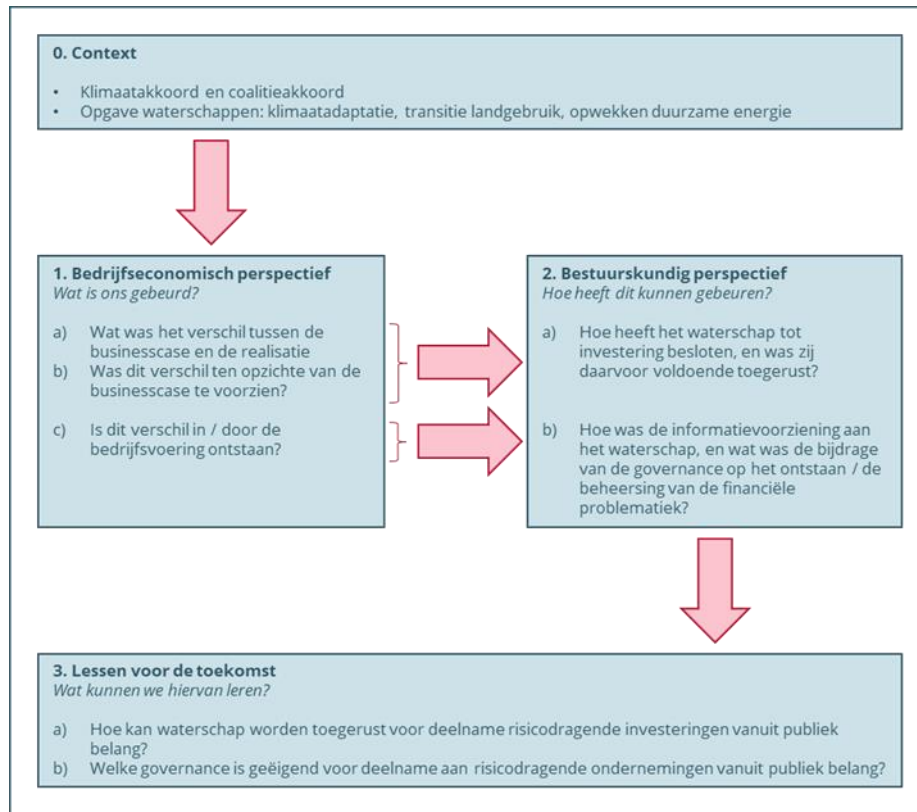 0. Context
• Klimaatakkoord en coalitieakkoord
• Opgave waterschappen: klimaatadaptatie, transitie landgebruik, opwekken duurzame energie
1. Bedrijfseconomisch perspectief
Wat is ons gebeurd?
a) Wat was het verschil tussen de
businesscase en de realisatie
b) Was dit verschil ten opzichte van de
businesscase te voorzien?
c) Is dit verschil in / door de
bedrijfsvoering ontstaan?
2. Bestuurskundig perspectief
Hoe heeft dit kunnen gebeuren?
a) Hoe heeft het waterschap tot
investering besloten, en was zij
daarvoor voldoende toegerust?
b) Hoe was de informatievoorziening aan
het waterschap, en wat was de bijdrage
van de governance op het ontstaan / de
beheersing van de financiële
problematiek?
3. Lessen voor de toekomst
Wat kunnen we hiervan leren?
a) Hoe kan waterschap worden toegerust voor deelname risicodragende investeringen vanuit publiek
belang?
b) Welke governance is geëigend voor deelname aan risicodragende ondernemingen vanuit publiek belang?